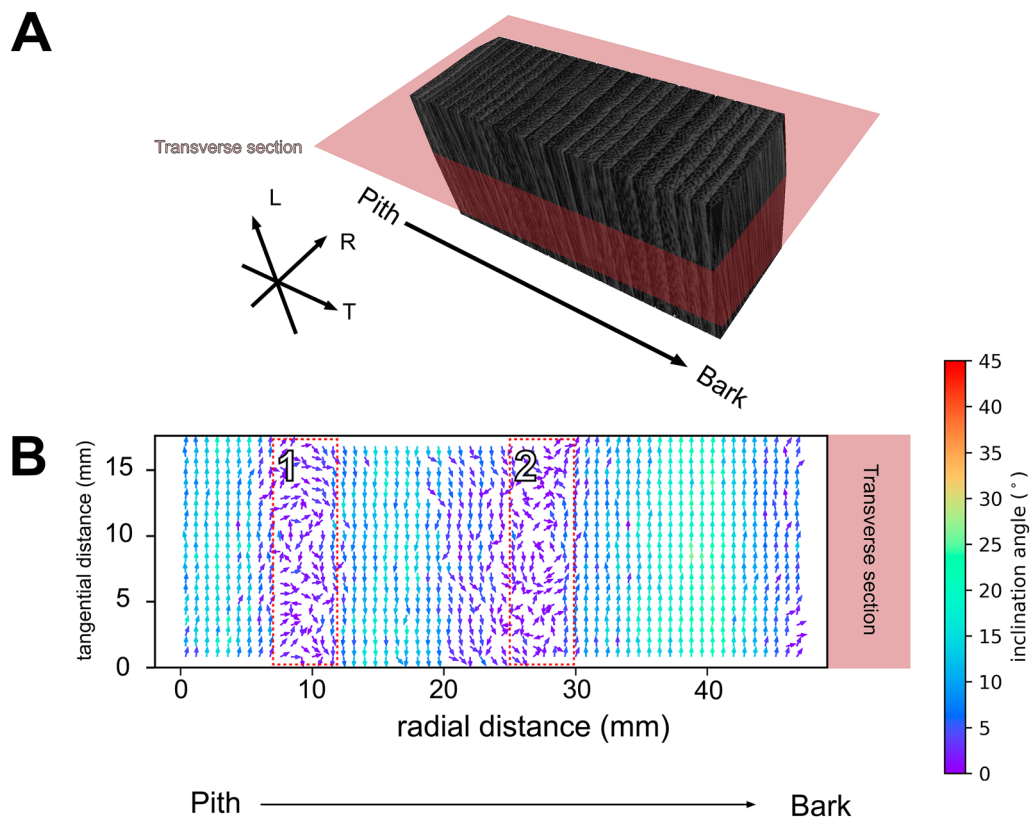 A
Transverse section
L
R
T
Pith
Bark
B
tangential distance (mm)
15
10
5
0
1
2
Transverse section
0
10
20
30
40
radial distance (mm)
45
40
35
30
25
20
15
10
5
0
inclination angle (°)
Pith
Bark